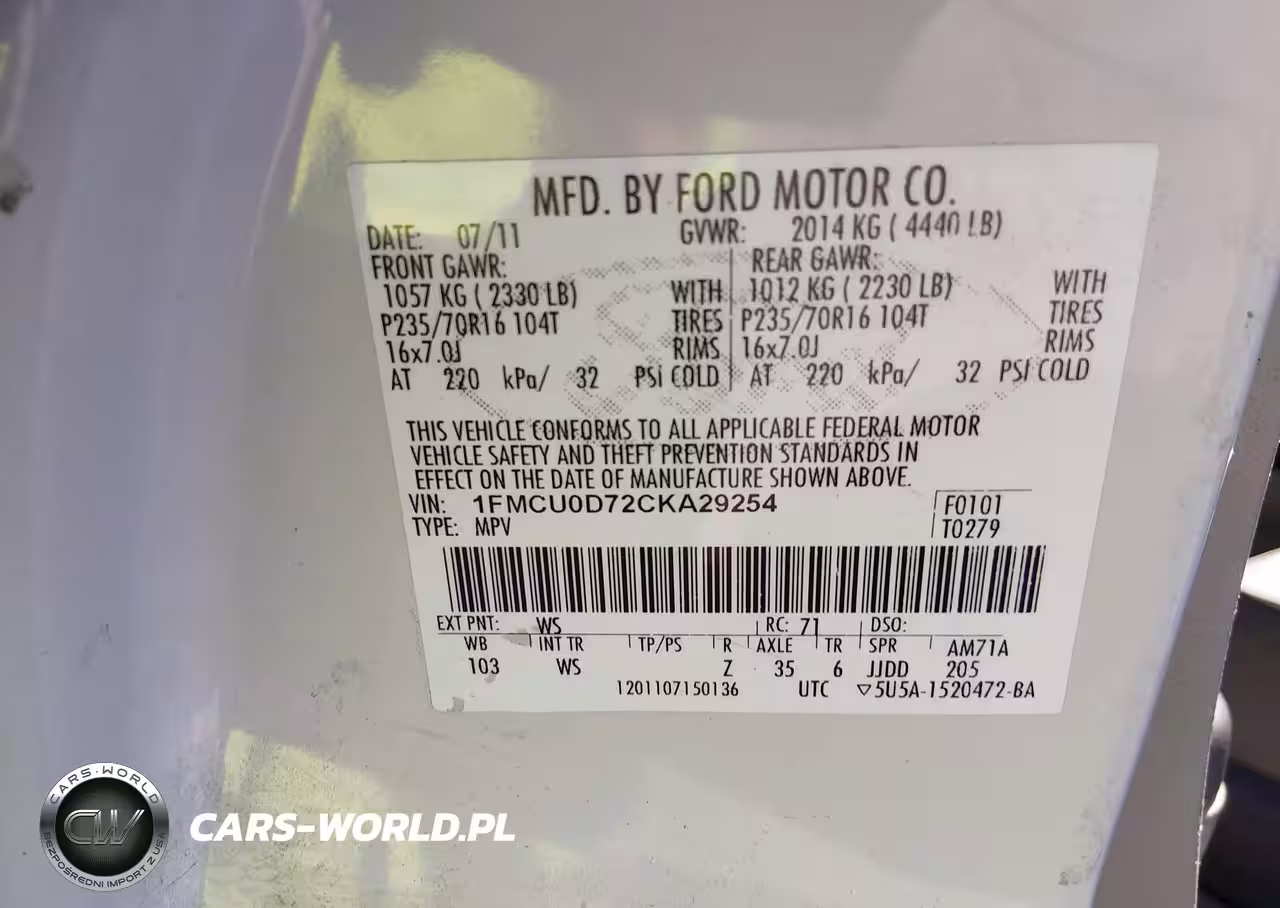 MFD. BY FORD MOTOR CO.
DATE: 07/11 GVWR: 2014 KG ( 4440 LB)
FRONT GAWR: REAR GAWR:
1057 KG ( 2330 LB) WITH 1012 KG ( 2230 LB) WITH
P235/70R16 104T TIRES P235/70R16 104T TIRES
16x7.0J RIMS 16x7.0J RIMS
AT 220 kPa/ 32 PSI COLD AT 220 kPa/ 32 PSI COLD
THIS VEHICLE CONFORMS TO ALL APPLICABLE FEDERAL MOTOR
VEHICLE SAFETY AND THEFT PREVENTION STANDARDS IN
EFFECT ON THE DATE OF MANUFACTURE SHOWN ABOVE.
VIN: 1FMCU0D72CKA29254 F0101
TYPE: MPV T0279
EXT PNT: WS RC: 71 DSO:
WB INT TR TP/PS R AXLE TR SPR AM71A
103 WS Z 35 6 JJDD 205
1201107150136 UTC ▽5U5A-1520472-BA
CARS-WORLD
CW
BEZPOŚREDNI IMPORT Z USA
CARS-WORLD.PL